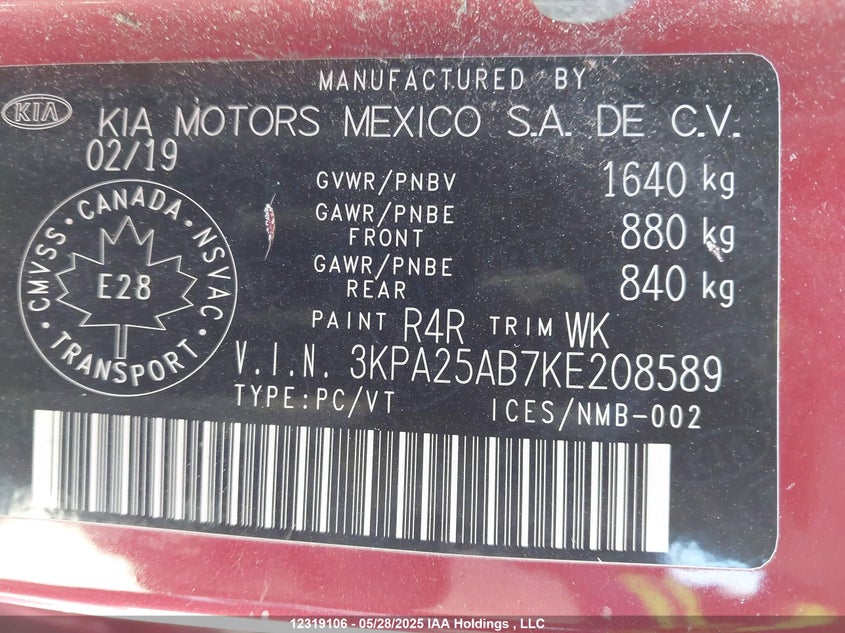 MANUFACTURED BY
KIA
KIA MOTORS MEXICO S.A. DE C.V.
02/19
GVWR/PNBV 1640 kg
GAWR/PNBE FRONT 880 kg
GAWR/PNBE REAR 840 kg
CMVSS · CANADA · NSVAC · TRANSPORT ·
E28
PAINT R4R TRIM WK
V.I.N. 3KPA25AB7KE208589
TYPE:PC/VT ICES/NMB-002
12319106 - 05/28/2025 IAA Holdings , LLC